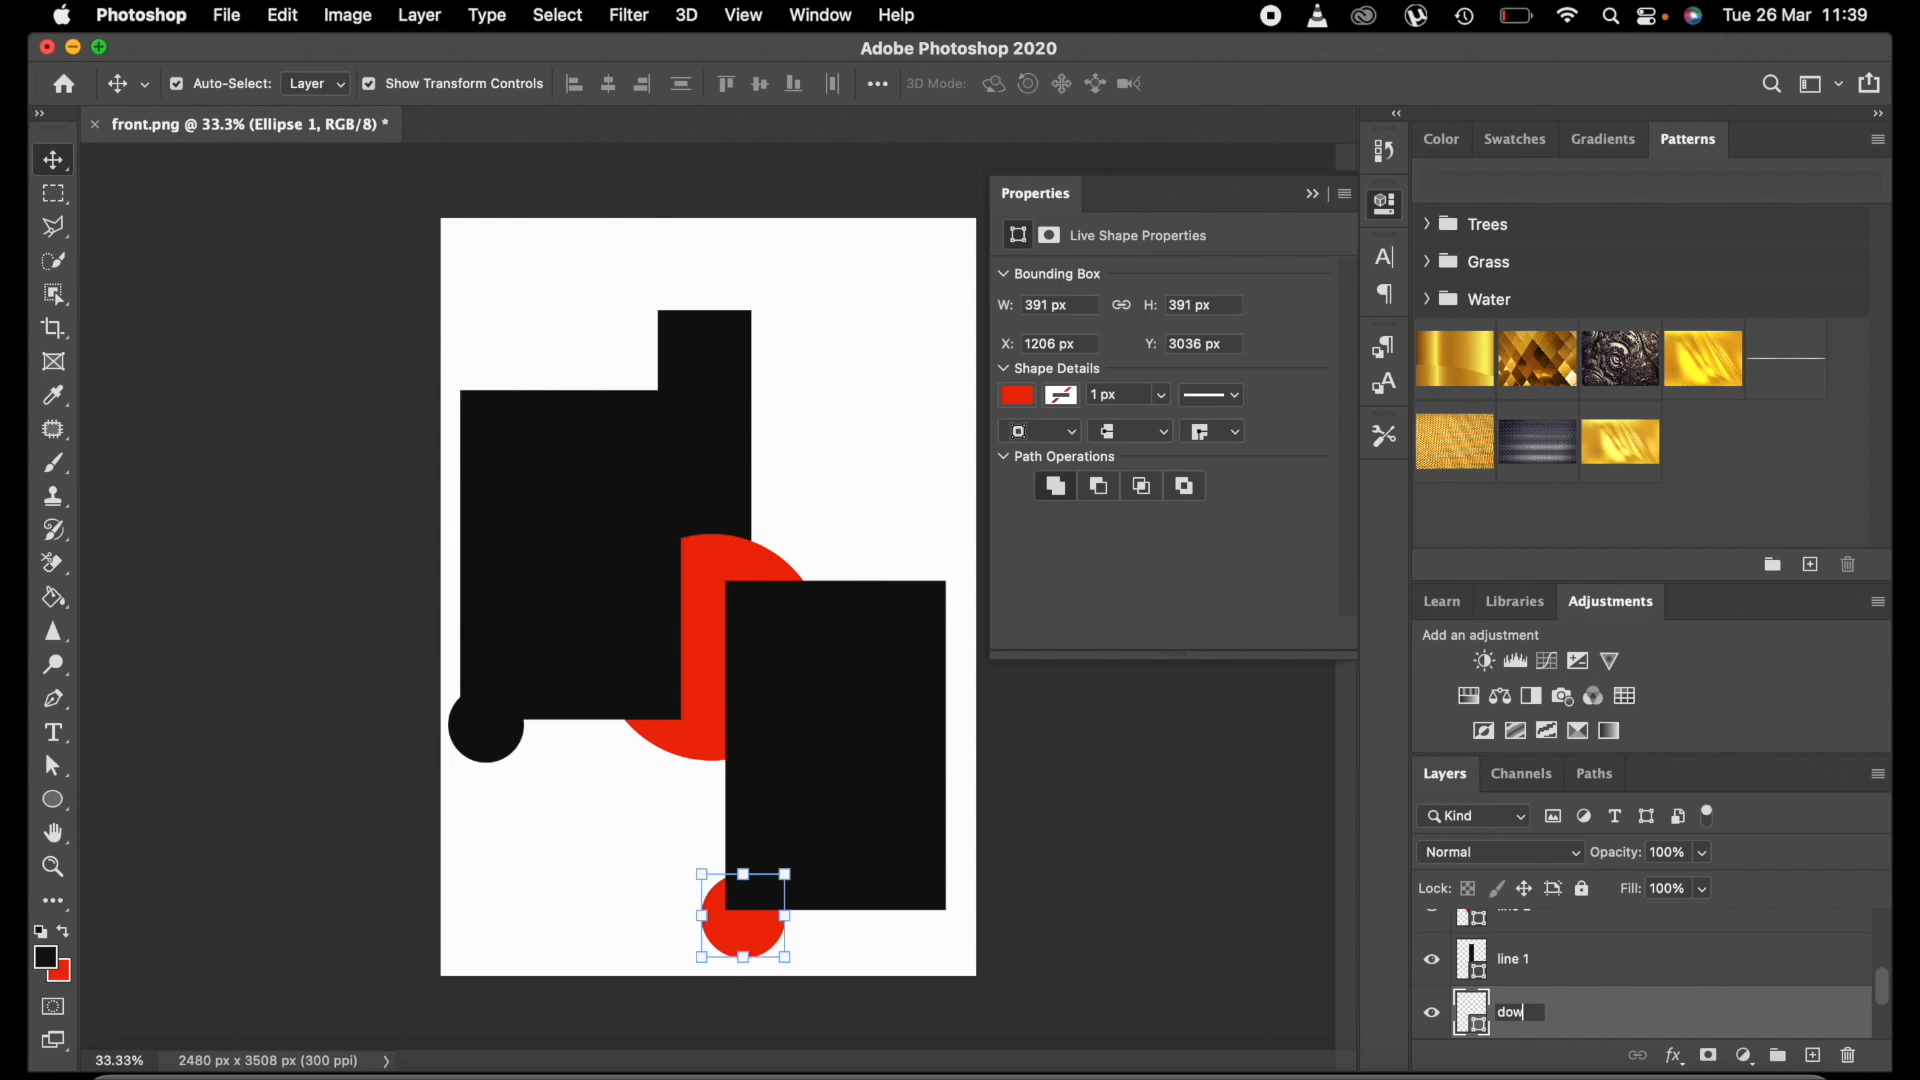 Photoshop File Edit Image Layer Type Select Filter 3D View Window Help Tue 26 Mar 11:39
Adobe Photoshop 2020
Auto-Select: Layer Show Transform Controls 3D Mode:
front.png @ 33.3% (Ellipse 1, RGB/8) *
Color Swatches Gradients Patterns
Properties
Live Shape Properties
Trees
Grass
Water
Bounding Box
W: 391 px H: 391 px
X: 1206 px Y: 3036 px
Shape Details
1 px
Path Operations
Learn Libraries Adjustments
Add an adjustment
Layers Channels Paths
Kind
Normal Opacity: 100%
Lock: Fill: 100%
line 1
dow
33.33% 2480 px x 3508 px (300 ppi)